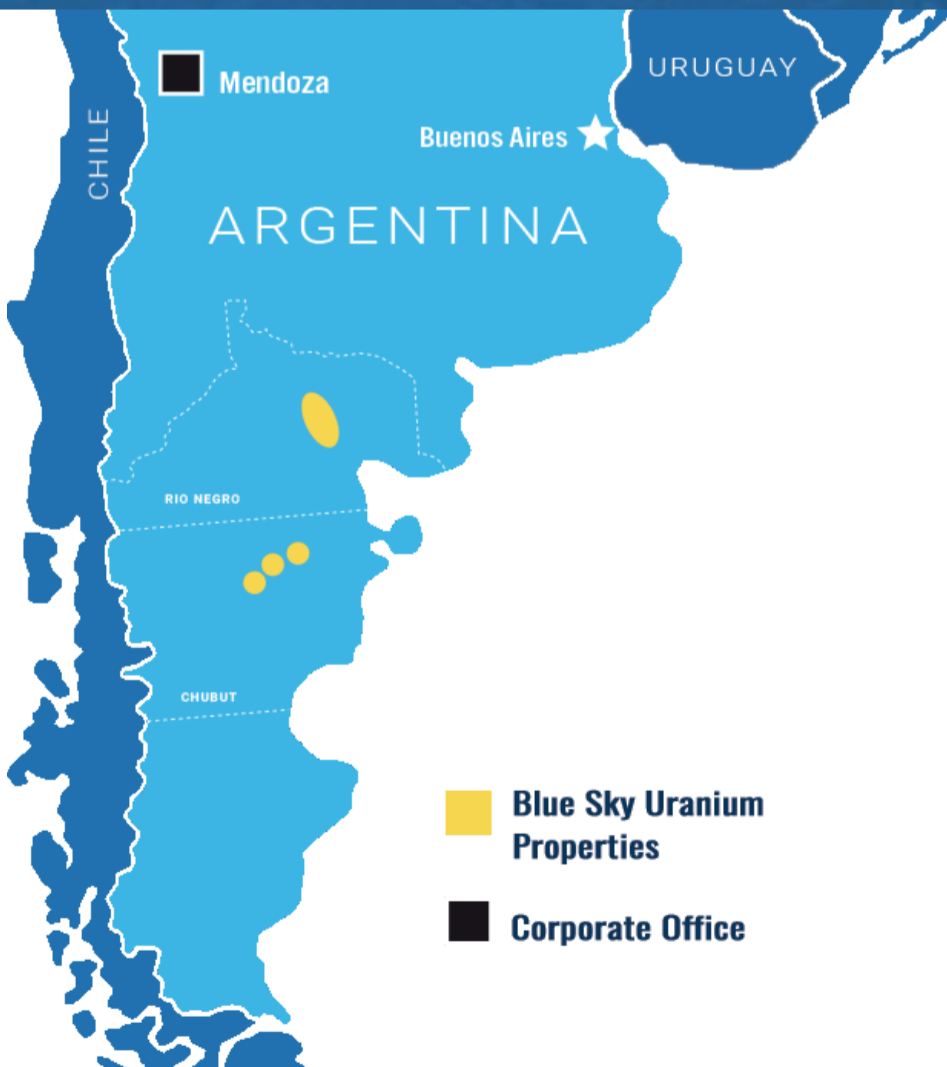 Mendoza
URUGUAY
CHILE
Buenos Aires
ARGENTINA
RIO NEGRO
CHUBUT
Blue Sky Uranium
Properties
Corporate Office